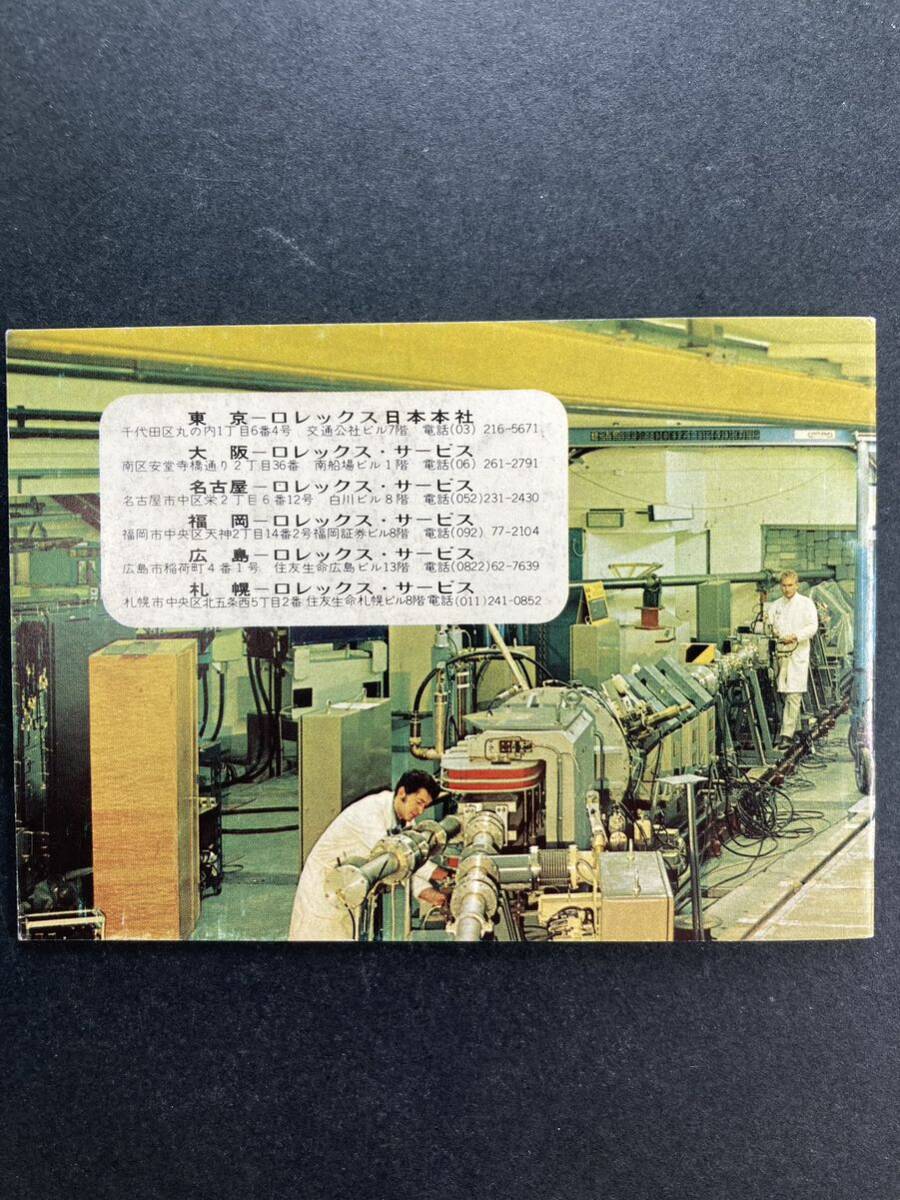 東　京－ロレックス日本本社
千代田区丸の内1丁目6番4号　交通公社ビル7階　電話(03) 216-5671
大　阪－ロレックス・サービス
南区安堂寺橋通り2丁目36番　南船場ビル1階　電話(06) 261-2791
名古屋－ロレックス・サービス
名古屋市中区栄2丁目6番12号　白川ビル8階　電話(052)231-2430
福　岡－ロレックス・サービス
福岡市中央区天神2丁目14番2号福岡証券ビル8階　電話(092) 77-2104
広　島－ロレックス・サービス
広島市稲荷町4番1号　住友生命広島ビル13階　電話(0822)62-7639
札　幌－ロレックス・サービス
札幌市中央区北五条西5丁目2番 住友生命札幌ビル8階 電話(011)241-0852